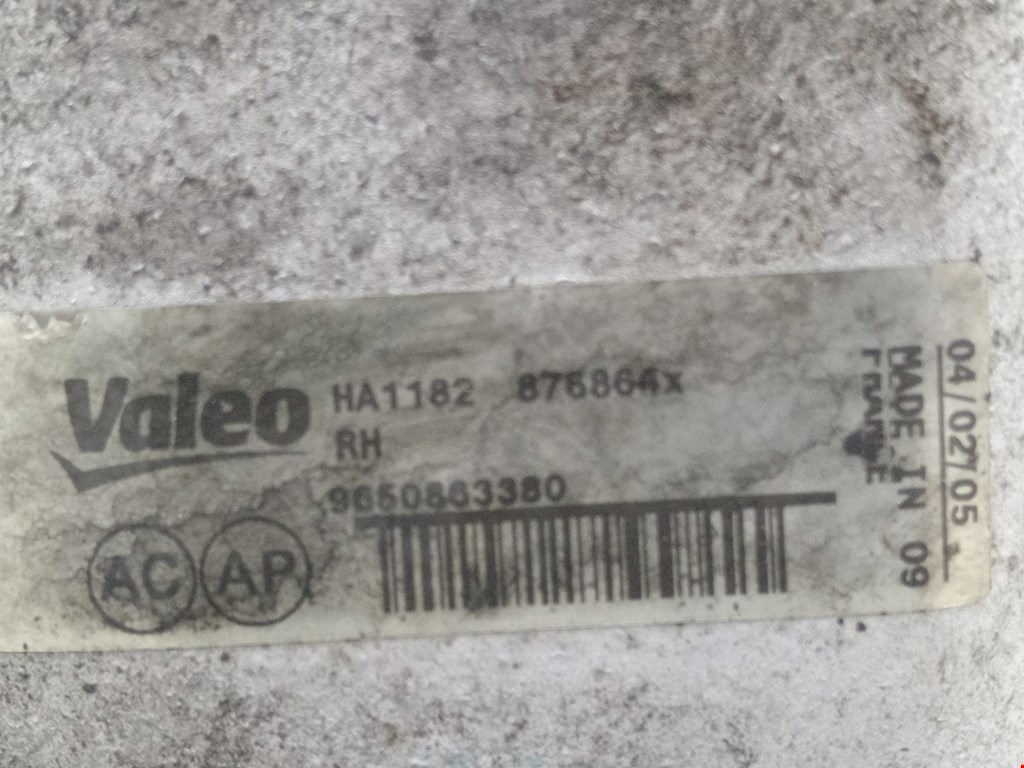 Valeo
HA1182 876864x
RH
9650863380
AC AP
04/02/05
MADE IN 09
FRANCE